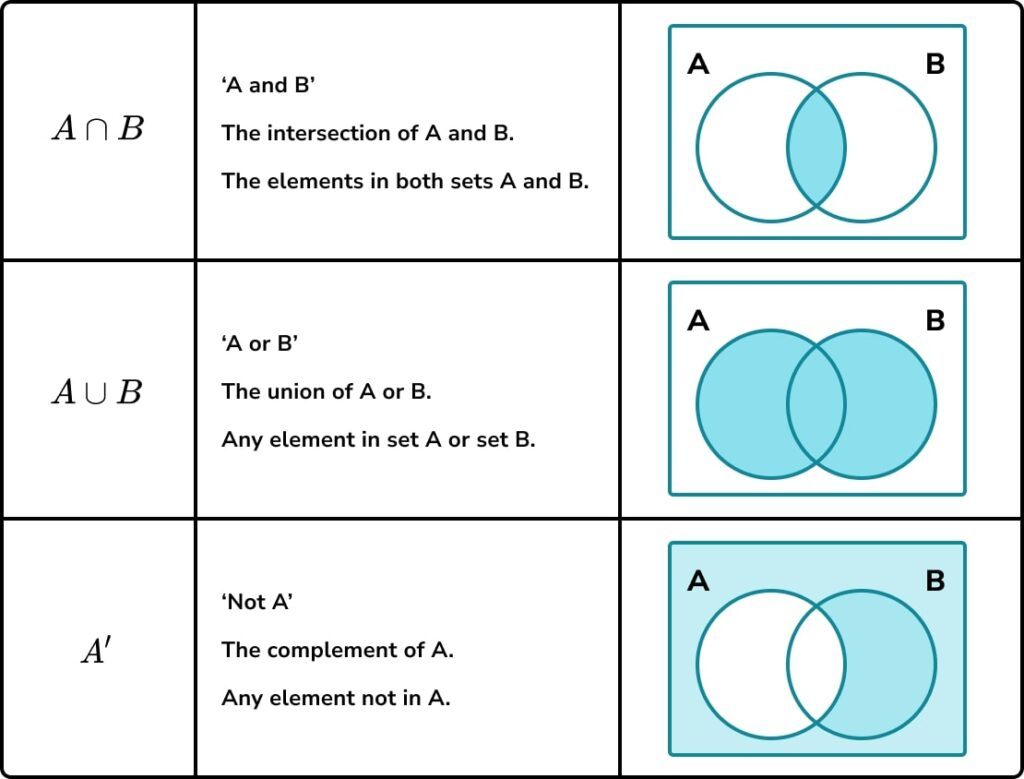 A ∩ B
‘A and B’
The intersection of A and B.
The elements in both sets A and B.
A B
A ∪ B
‘A or B’
The union of A or B.
Any element in set A or set B.
A B
A′
‘Not A’
The complement of A.
Any element not in A.
A B